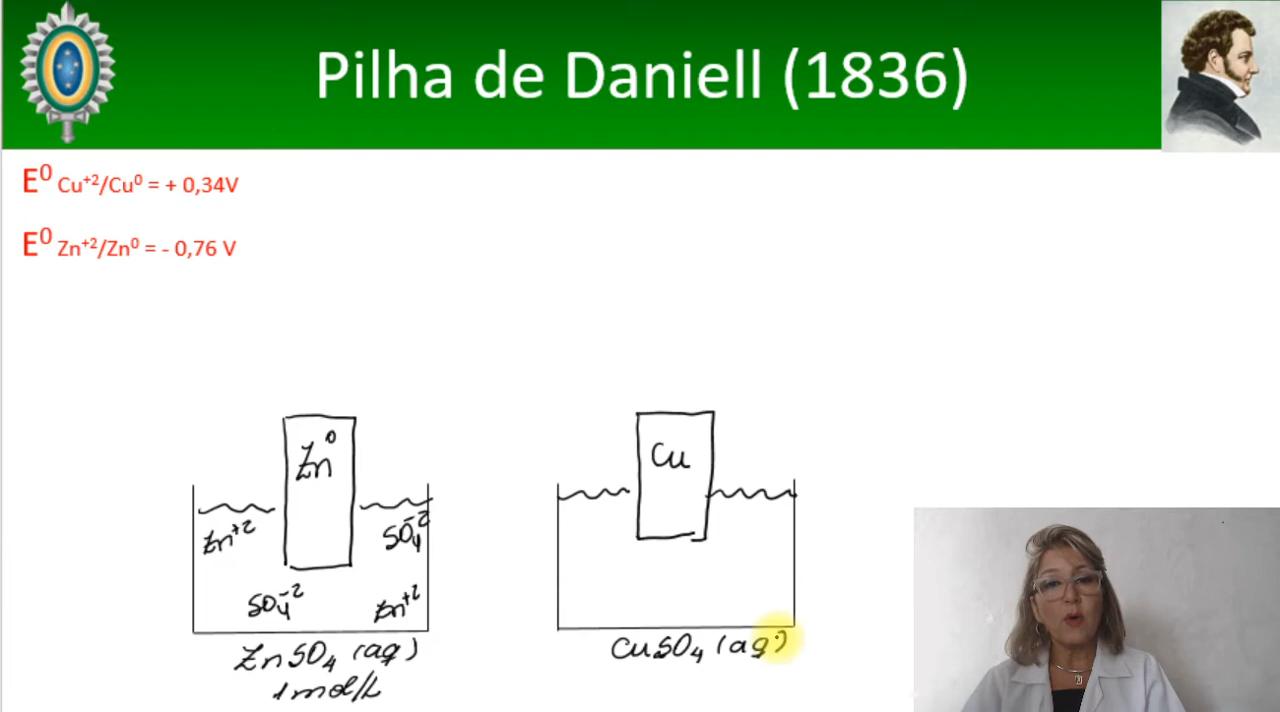 Pilha de Daniell (1836)
E⁰ Cu⁺²/Cu⁰ = + 0,34V
E⁰ Zn⁺²/Zn⁰ = - 0,76 V
Zn⁰
Cu
Zn⁺²
SO₄⁻²
SO₄⁻²
Zn⁺²
ZnSO₄ (aq)
1mol/L
CuSO₄ (aq)